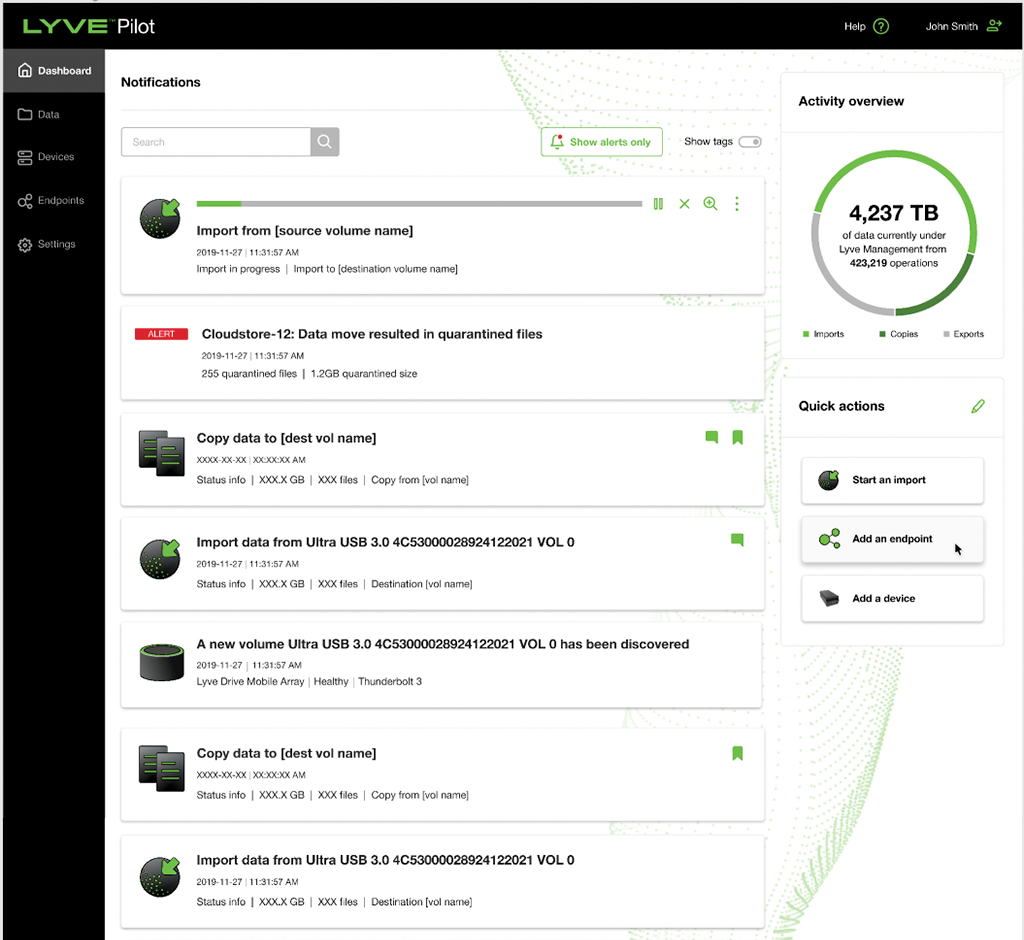 LYVE™ Pilot
Help ?
John Smith
Dashboard
Data
Devices
Endpoints
Settings
Notifications
Search
Show alerts only
Show tags
Import from [source volume name]
2019-11-27 | 11:31:57 AM
Import in progress | Import to [destination volume name]
ALERT
Cloudstore-12: Data move resulted in quarantined files
2019-11-27 | 11:31:57 AM
255 quarantined files | 1.2GB quarantined size
Copy data to [dest vol name]
XXXX-XX-XX | XX:XX:XX AM
Status info | XXX.X GB | XXX files | Copy from [vol name]
Import data from Ultra USB 3.0 4C53000028924122021 VOL 0
2019-11-27 | 11:31:57 AM
Status info | XXX.X GB | XXX files | Destination [vol name]
A new volume Ultra USB 3.0 4C53000028924122021 VOL 0 has been discovered
2019-11-27 | 11:31:57 AM
Lyve Drive Mobile Array | Healthy | Thunderbolt 3
Copy data to [dest vol name]
XXXX-XX-XX | XX:XX:XX AM
Status info | XXX.X GB | XXX files | Copy from [vol name]
Import data from Ultra USB 3.0 4C53000028924122021 VOL 0
2019-11-27 | 11:31:57 AM
Status info | XXX.X GB | XXX files | Destination [vol name]
Activity overview
4,237 TB
of data currently under
Lyve Management from
423,219 operations
Imports
Copies
Exports
Quick actions
Start an import
Add an endpoint
Add a device